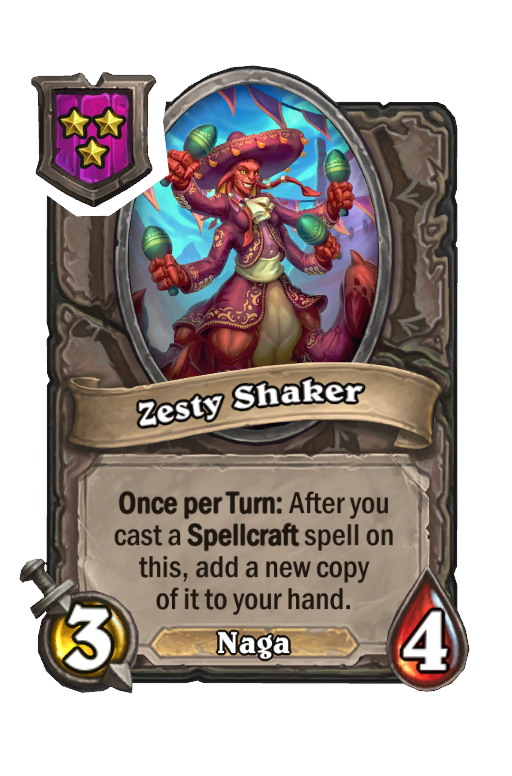 Zesty Shaker
Once per Turn: After you
cast a Spellcraft spell on
this, add a new copy
of it to your hand.
3
Naga
4